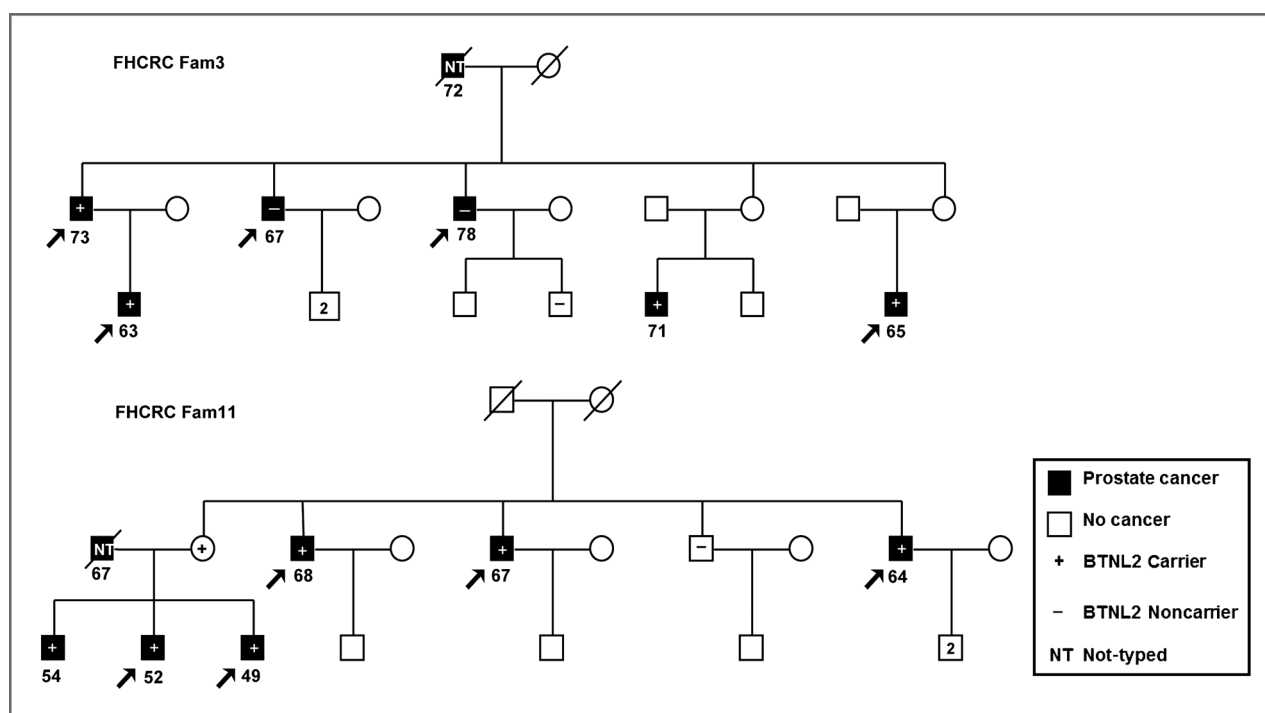 FHCRC Fam3
NT
72
+ − −
73 67 78
+ 2 − + +
63 71 65
FHCRC Fam11
NT + + + − +
67 68 67 64
+ + + 2
54 52 49
Prostate cancer
No cancer
+ BTNL2 Carrier
− BTNL2 Noncarrier
NT Not-typed